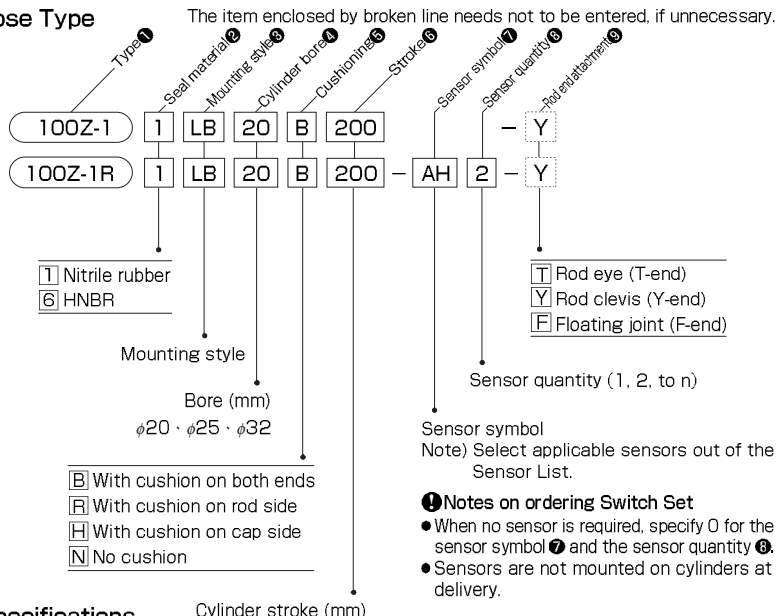 ose Type
The item enclosed by broken line needs not to be entered, if unnecessary.
Type❶
Seal material❷
Mounting style❸
Cylinder bore❹
Cushioning❺
Stroke❻
Sensor symbol❼
Sensor quantity❽
Rod end attachment❾
100Z-1 1 LB 20 B 200 – Y
100Z-1R 1 LB 20 B 200 – AH 2 – Y
1 Nitrile rubber
6 HNBR
T Rod eye (T-end)
Y Rod clevis (Y-end)
F Floating joint (F-end)
Mounting style
Sensor quantity (1, 2, to n)
Bore (mm)
φ20 · φ25 · φ32
Sensor symbol
Note) Select applicable sensors out of the
Sensor List.
B With cushion on both ends
R With cushion on rod side
H With cushion on cap side
N No cushion
Notes on ordering Switch Set
● When no sensor is required, specify 0 for the
sensor symbol ❼ and the sensor quantity ❽.
● Sensors are not mounted on cylinders at
delivery.
Cylinder stroke (mm)